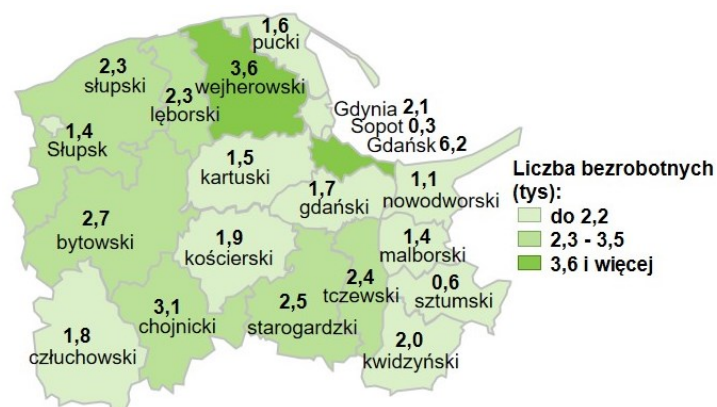 1,6
pucki
2,3
słupski
2,3
lęborski
3,6
wejherowski
Gdynia 2,1
Sopot 0,3
Gdańsk 6,2
1,4
Słupsk
1,5
kartuski
1,7
gdański
1,1
nowodworski
2,7
bytowski
1,9
kościerski
1,4
malborski
2,4
tczewski
0,6
sztumski
3,1
chojnicki
2,5
starogardzki
1,8
człuchowski
2,0
kwidzyński
Liczba bezrobotnych
(tys):
do 2,2
2,3 - 3,5
3,6 i więcej